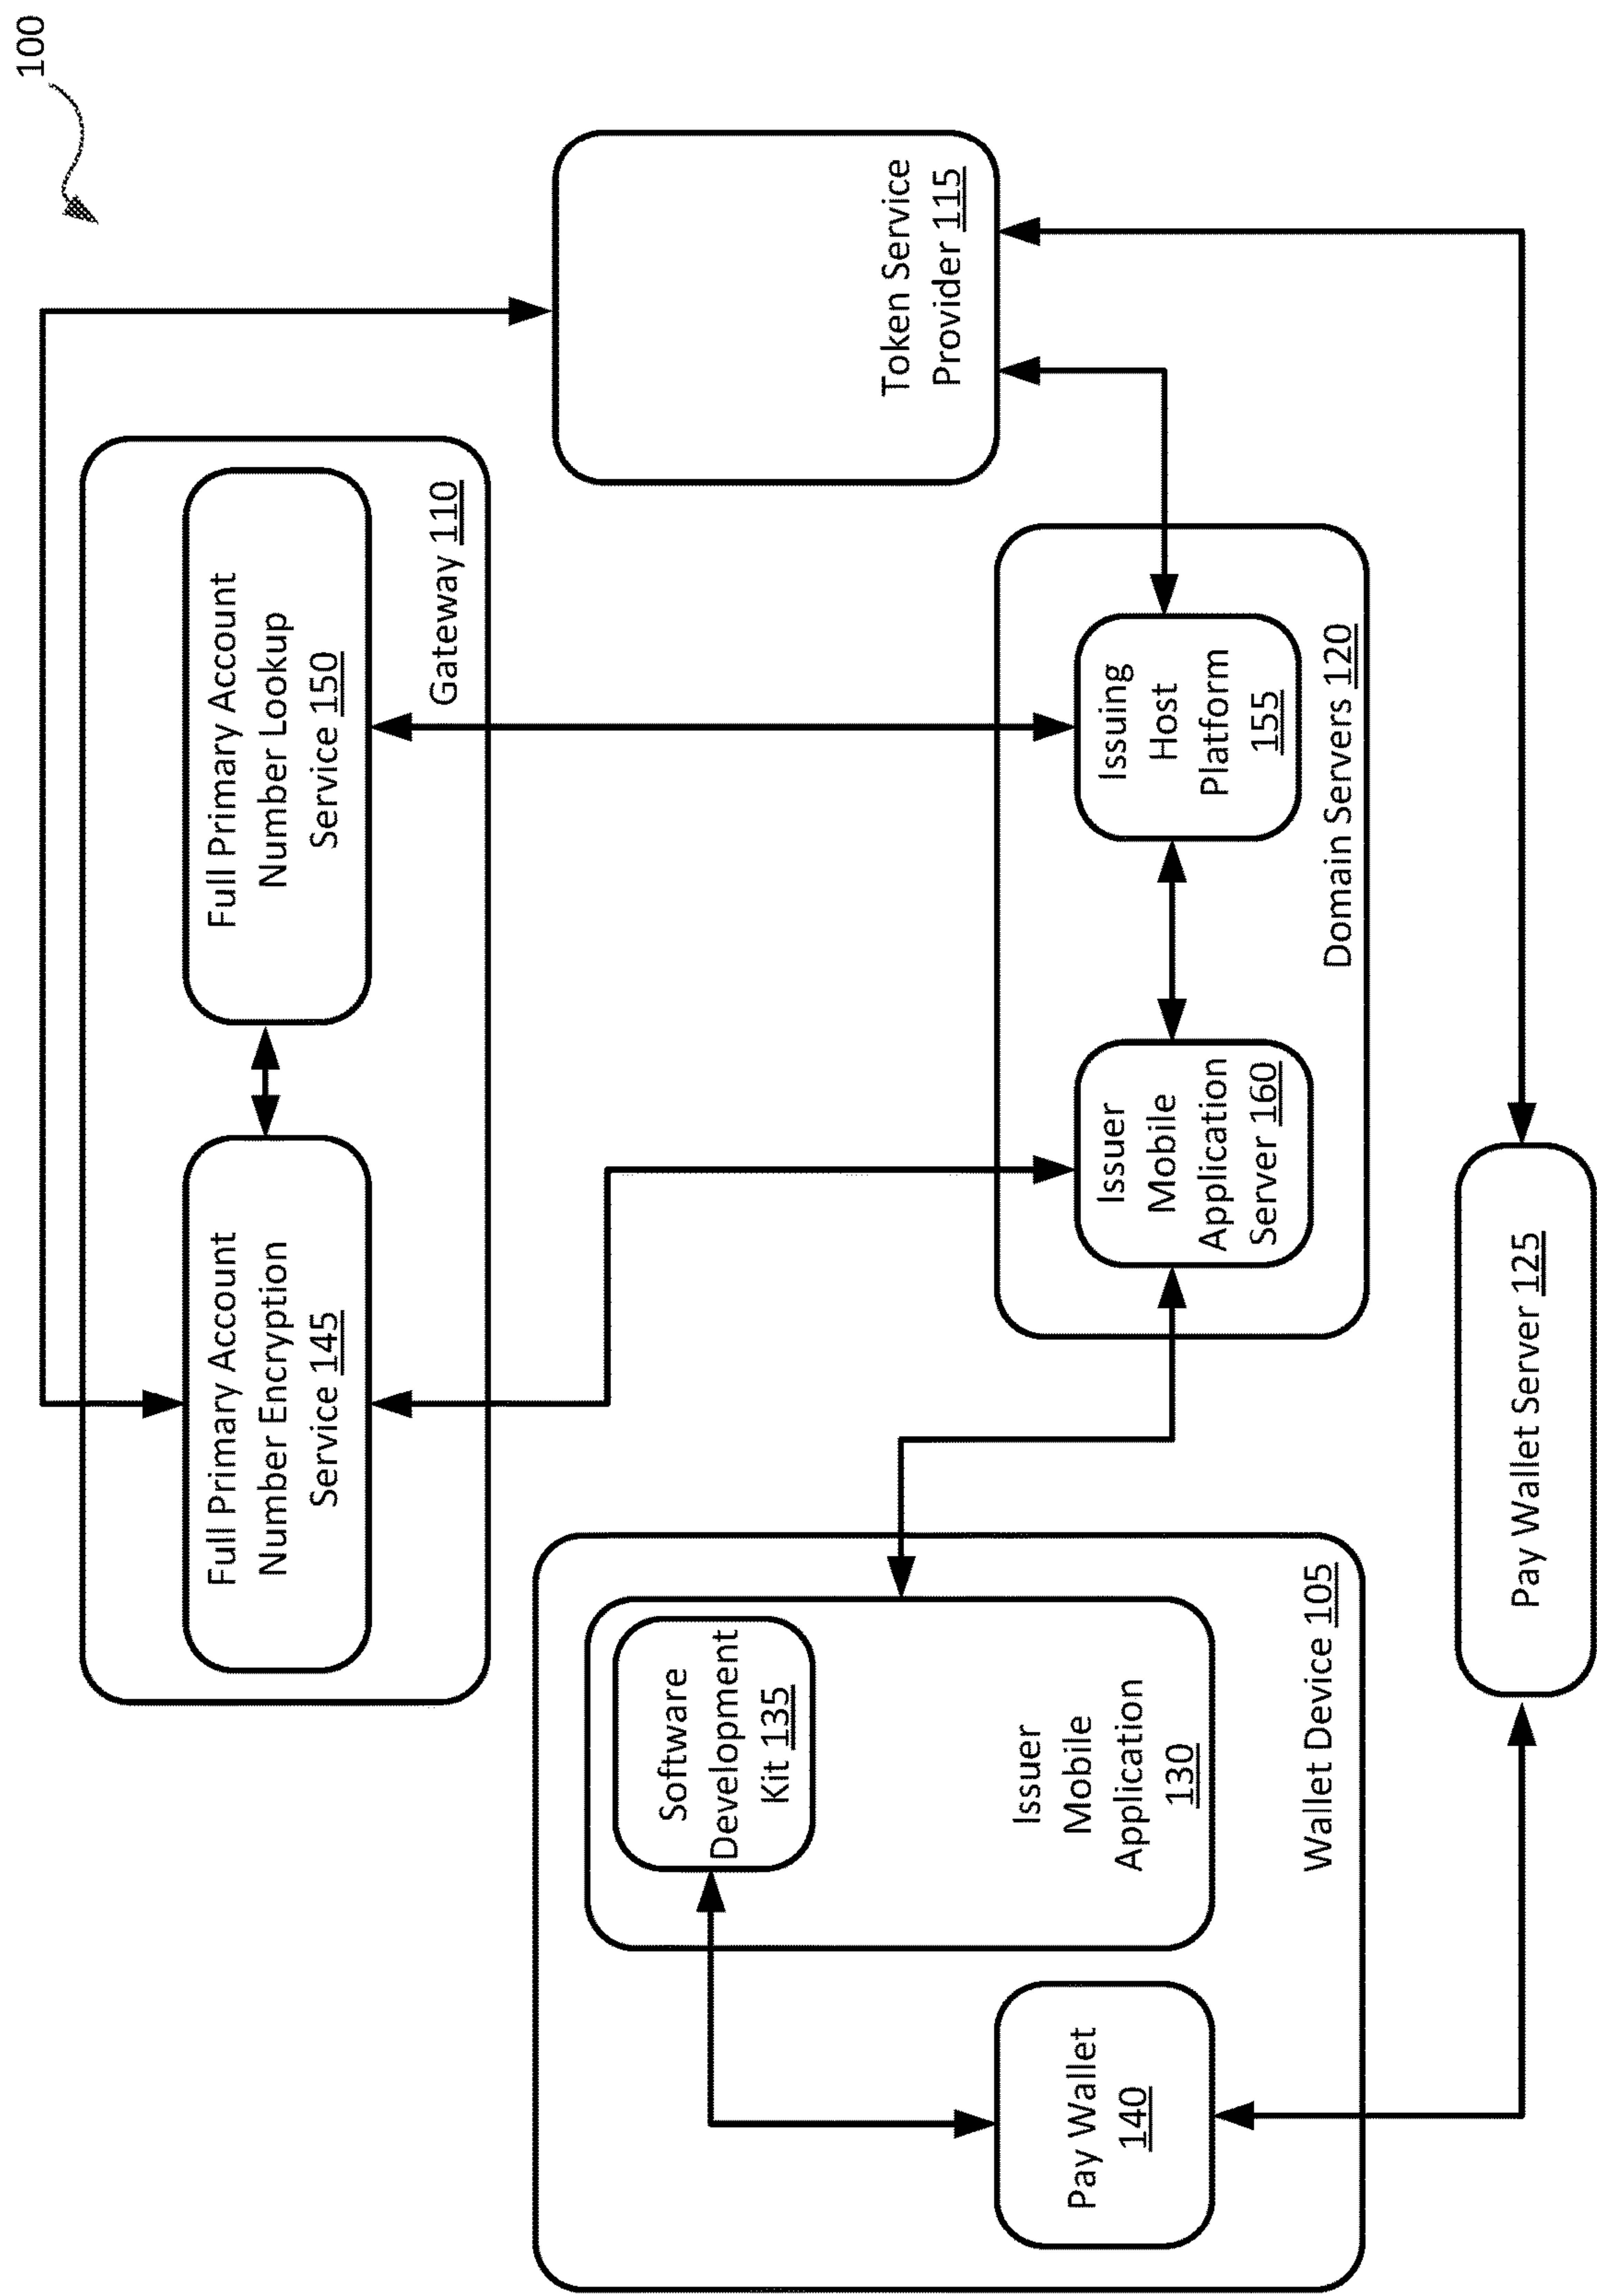 100
Full Primary Account
Number Encryption
Service 145
Full Primary Account
Number Lookup
Service 150
Gateway 110
Software
Development
Kit 135
Issuer
Mobile
Application
130
Pay Wallet
140
Wallet Device 105
Token Service
Provider 115
Issuer
Mobile
Application
Server 160
Issuing
Host
Platform
155
Domain Servers 120
Pay Wallet Server 125